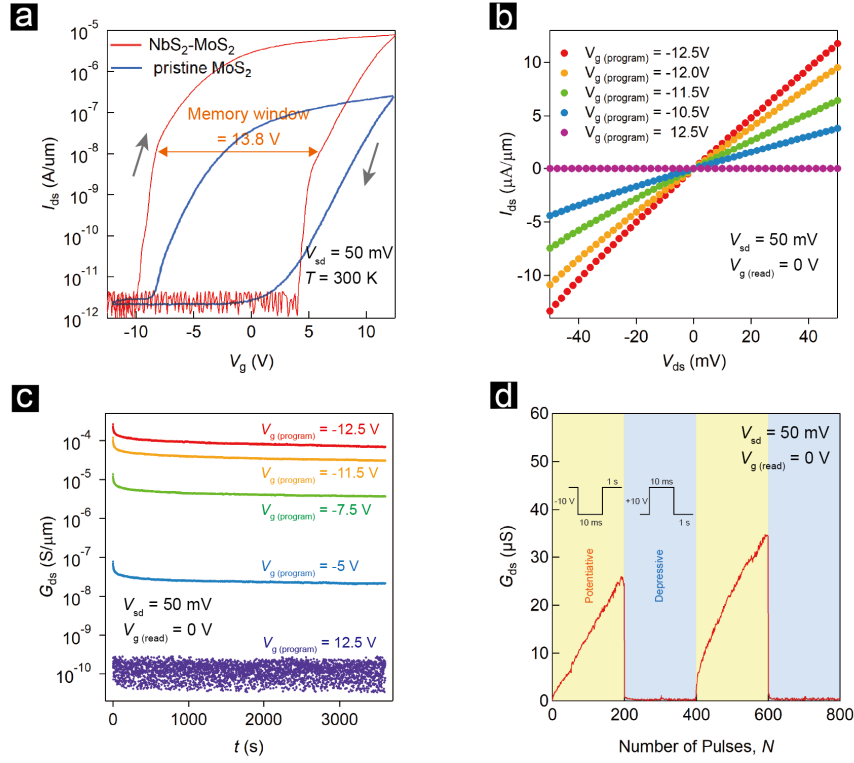 a
NbS2-MoS2
pristine MoS2
Memory window
= 13.8 V
Vsd = 50 mV
T = 300 K
10-5
10-6
10-7
10-8
10-9
10-10
10-11
10-12
Ids (A/um)
-10
-5
0
5
10
Vg (V)
b
Vg (program) = -12.5V
Vg (program) = -12.0V
Vg (program) = -11.5V
Vg (program) = -10.5V
Vg (program) = 12.5V
Vsd = 50 mV
Vg (read) = 0 V
10
5
0
-5
-10
Ids (µA/µm)
-40
-20
0
20
40
Vds (mV)
c
Vg (program) = -12.5 V
Vg (program) = -11.5 V
Vg (program) = -7.5 V
Vg (program) = -5 V
Vsd = 50 mV
Vg (read) = 0 V
Vg (program) = 12.5 V
10-4
10-5
10-6
10-7
10-8
10-9
10-10
Gds (S/µm)
0
1000
2000
3000
t (s)
d
Vsd = 50 mV
Vg (read) = 0 V
-10 V
1 s
10 ms
+10 V
10 ms
1 s
Potentiative
Depressive
60
50
40
30
20
10
0
Gds (µS)
0
200
400
600
800
Number of Pulses, N